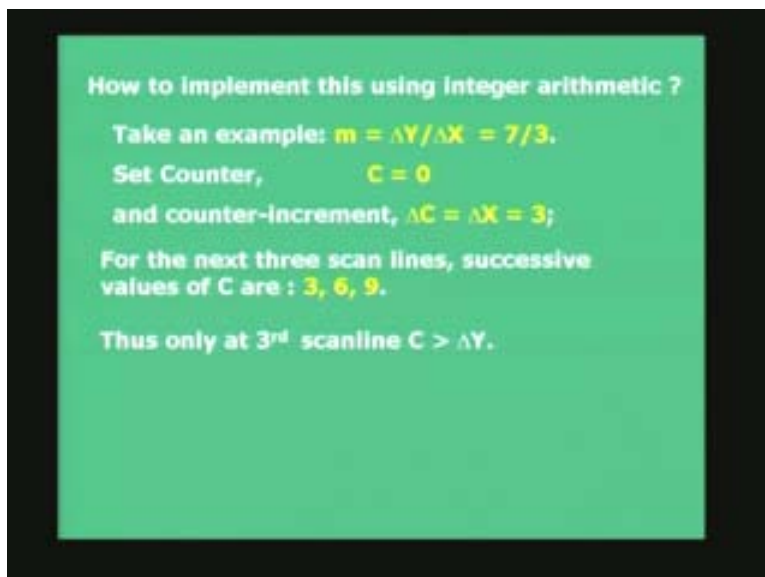 How to implement this using integer arithmetic ?
Take an example: m = ΔY/ΔX = 7/3.
Set Counter, C = 0
and counter-increment, ΔC = ΔX = 3;
For the next three scan lines, successive
values of C are : 3, 6, 9.
Thus only at 3rd scanline C > ΔY.